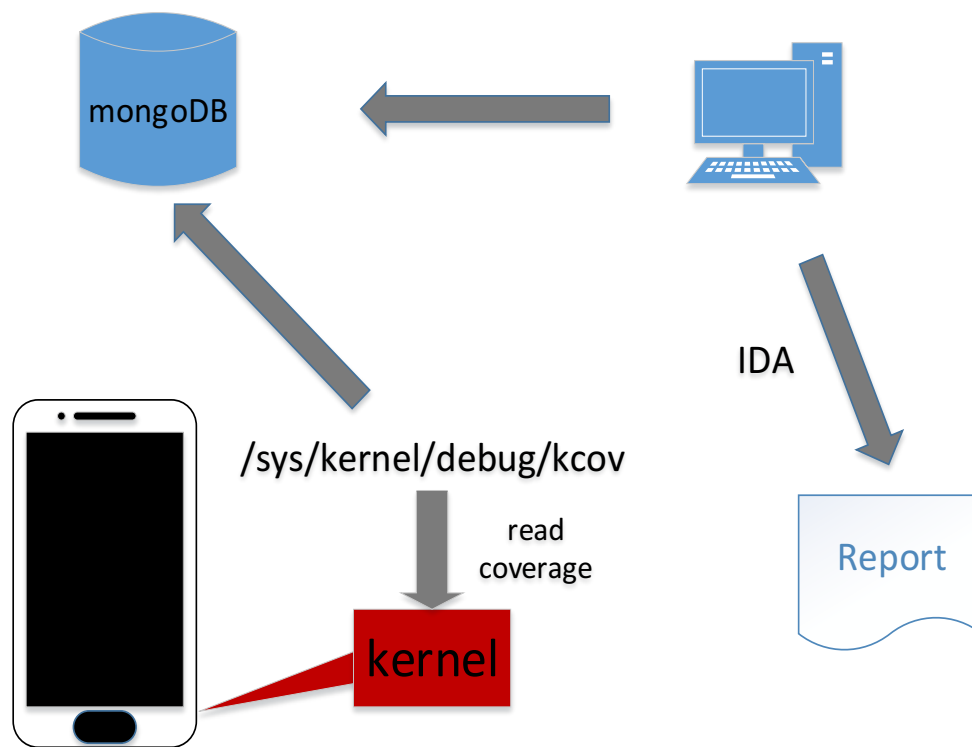 mongoDB
IDA
/sys/kernel/debug/kcov
read
coverage
Report
kernel